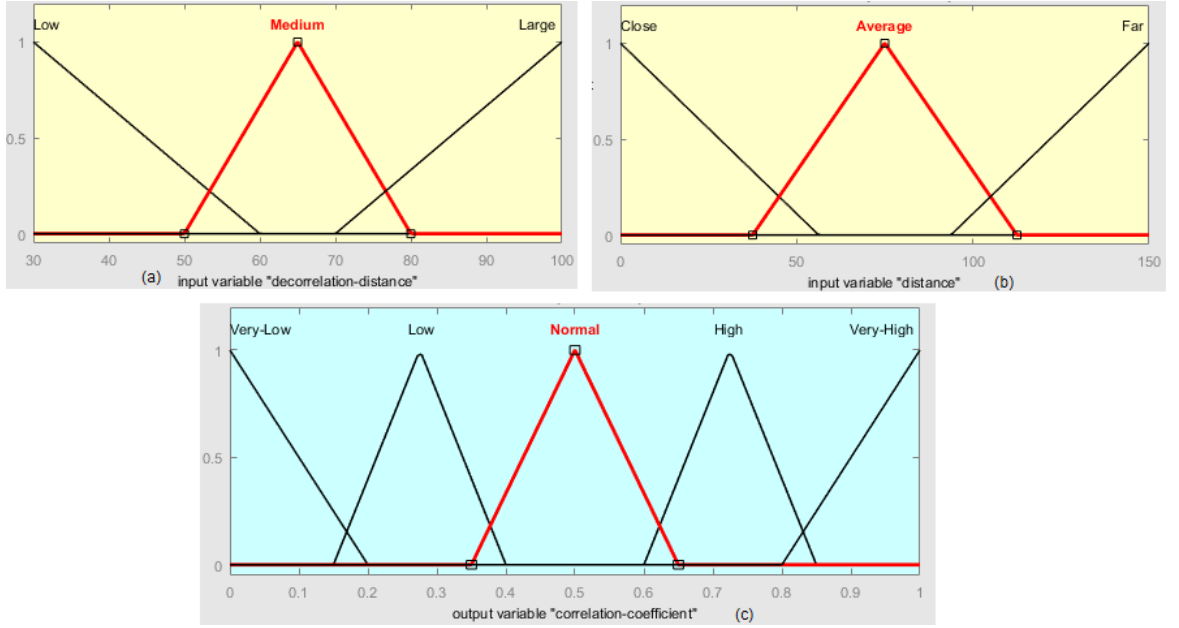 Low Medium Large
1
0.5
0
30 40 50 60 70 80 90 100
(a) input variable "decorrelation-distance"
Close Average Far
1
0.5
0
0 50 100 150
input variable "distance" (b)
Very-Low Low Normal High Very-High
1
0.5
0
0 0.1 0.2 0.3 0.4 0.5 0.6 0.7 0.8 0.9 1
output variable "correlation-coefficient" (c)